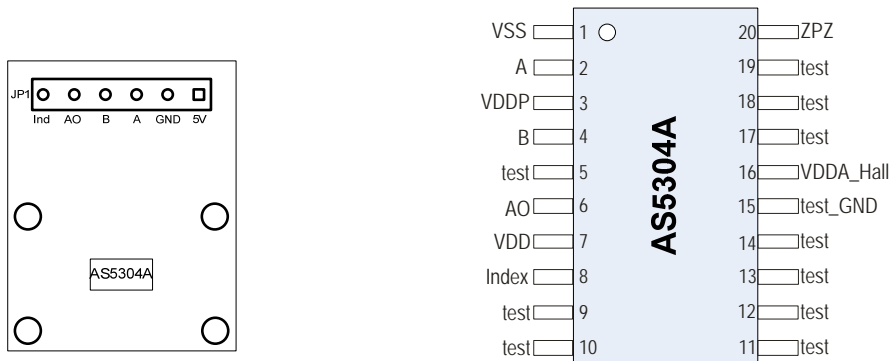 JP1
Ind AO B A GND 5V
AS5304A
VSS 1 20 ZPZ
A 2 19 test
VDDP 3 18 test
B 4 17 test
test 5 16 VDDA_Hall
AO 6 15 test_GND
VDD 7 14 test
Index 8 13 test
test 9 12 test
test 10 11 test
AS5304A